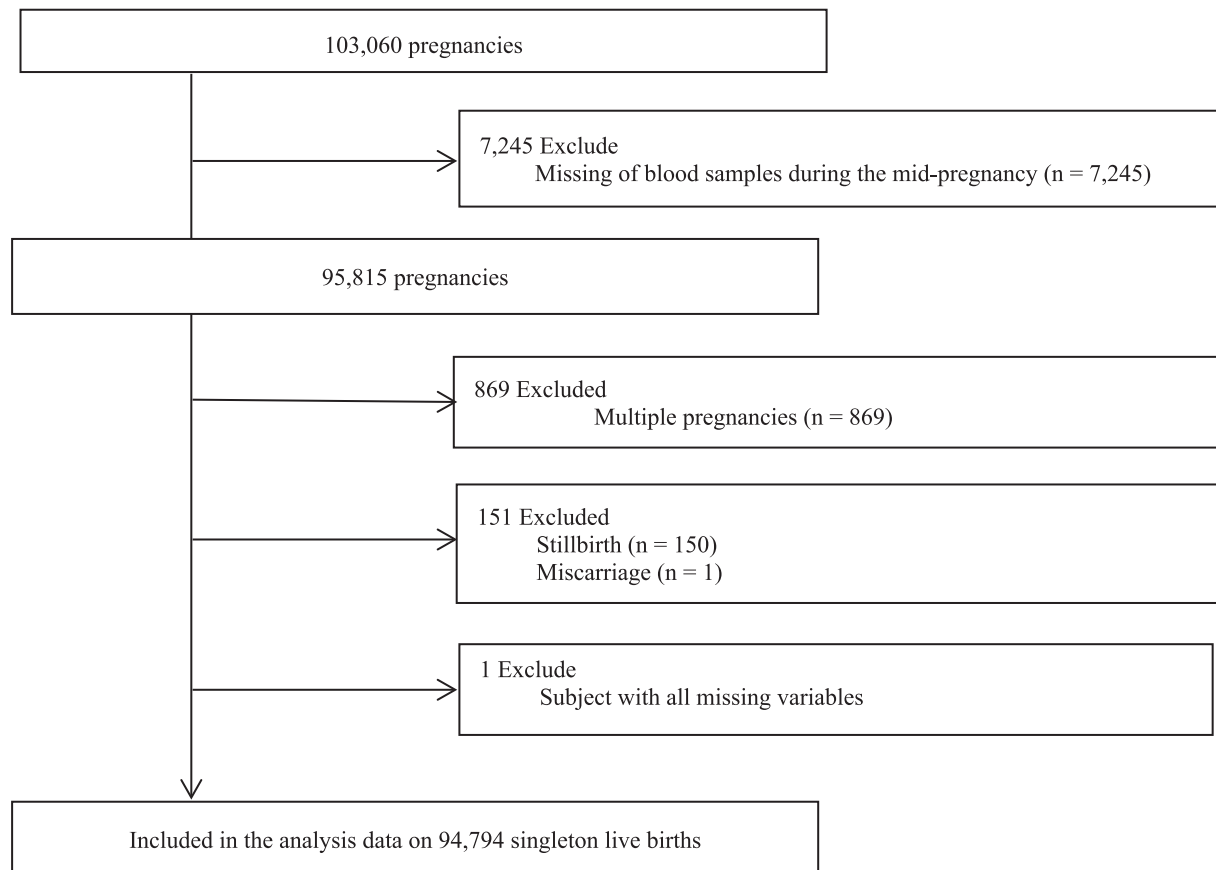 103,060 pregnancies
7,245 Exclude
Missing of blood samples during the mid-pregnancy (n = 7,245)
95,815 pregnancies
869 Excluded
Multiple pregnancies (n = 869)
151 Excluded
Stillbirth (n = 150)
Miscarriage (n = 1)
1 Exclude
Subject with all missing variables
Included in the analysis data on 94,794 singleton live births